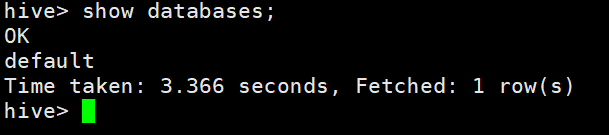 hive> show databases;
OK
default
Time taken: 3.366 seconds, Fetched: 1 row(s)
hive>